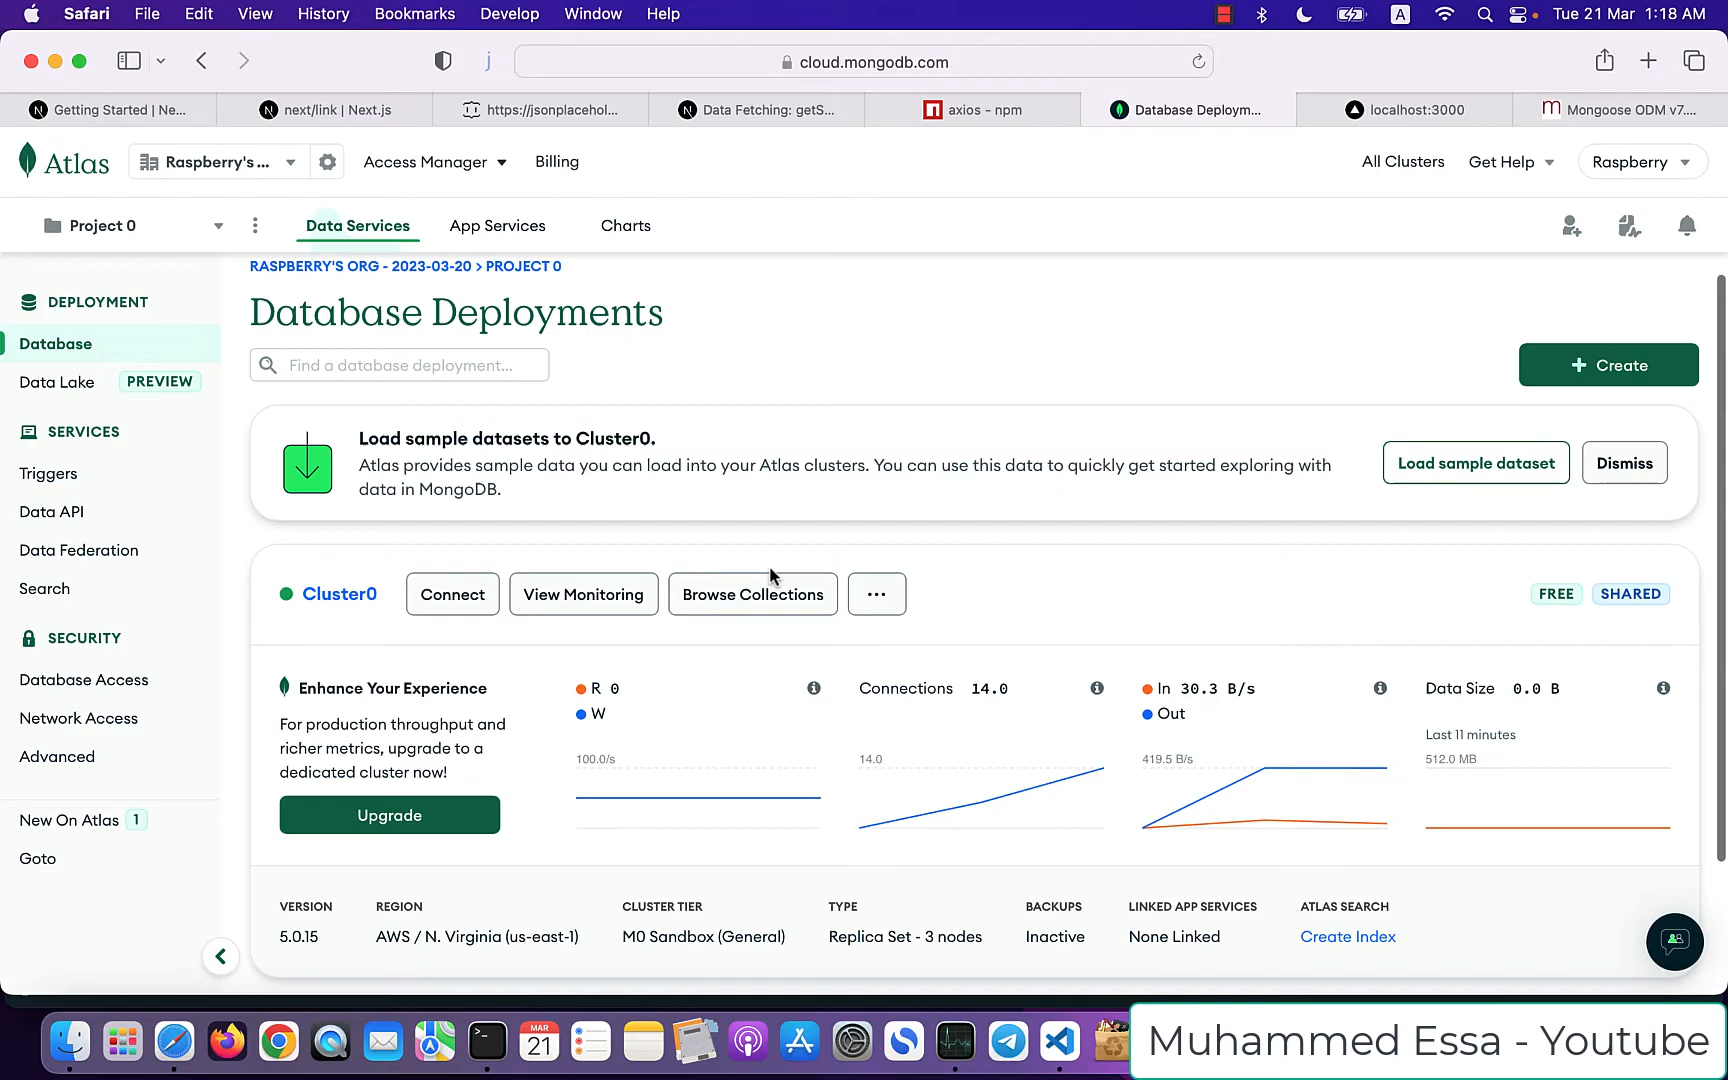 Safari File Edit View History Bookmarks Develop Window Help A Tue 21 Mar 1:18 AM
j cloud.mongodb.com
Getting Started | Ne... next/link | Next.js https://jsonplacehol... Data Fetching: getS... axios - npm Database Deploym... localhost:3000 Mongoose ODM v7....
Atlas Raspberry's ... Access Manager Billing All Clusters Get Help Raspberry
Project 0 Data Services App Services Charts
RASPBERRY'S ORG - 2023-03-20 > PROJECT 0
Database Deployments
Find a database deployment...
+ Create
DEPLOYMENT
Database
Data Lake PREVIEW
SERVICES
Triggers
Data API
Data Federation
Search
SECURITY
Database Access
Network Access
Advanced
New On Atlas 1
Goto
Load sample datasets to Cluster0.
Atlas provides sample data you can load into your Atlas clusters. You can use this data to quickly get started exploring with
data in MongoDB.
Load sample dataset Dismiss
Cluster0 Connect View Monitoring Browse Collections ... FREE SHARED
Enhance Your Experience
For production throughput and
richer metrics, upgrade to a
dedicated cluster now!
Upgrade
R 0
W
100.0/s
Connections 14.0
14.0
In 30.3 B/s
Out
419.5 B/s
Data Size 0.0 B
Last 11 minutes
512.0 MB
VERSION REGION CLUSTER TIER TYPE BACKUPS LINKED APP SERVICES ATLAS SEARCH
5.0.15 AWS / N. Virginia (us-east-1) M0 Sandbox (General) Replica Set - 3 nodes Inactive None Linked Create Index
MAR
21
Muhammed Essa - Youtube